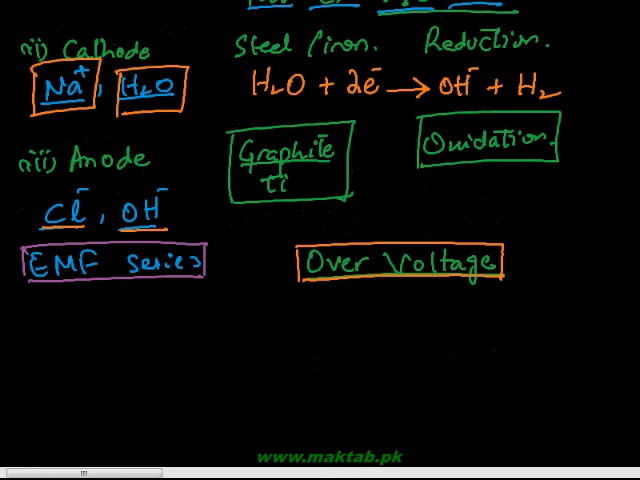 ii) Cathode Steel / iron. Reduction.
Na+, H2O H2O + 2e- → OH- + H2
iii) Anode Graphite Oxidation.
Ti
Cl-, OH-
EMF series Over Voltage
www.maktab.pk